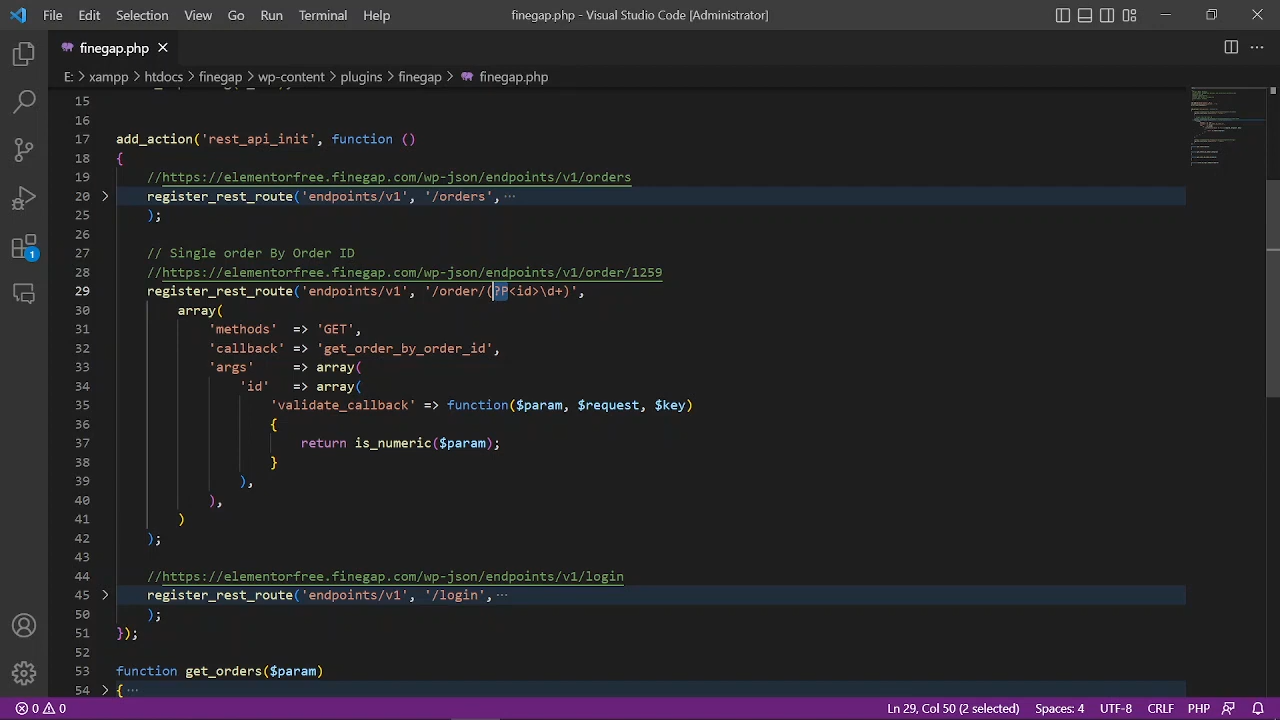 File Edit Selection View Go Run Terminal Help finegap.php - Visual Studio Code [Administrator]
finegap.php
E: > xampp > htdocs > finegap > wp-content > plugins > finegap > finegap.php
15
16
17 add_action('rest_api_init', function ()
18 {
19 //https://elementorfree.finegap.com/wp-json/endpoints/v1/orders
20 register_rest_route('endpoints/v1', '/orders',···
25 );
26
27 // Single order By Order ID
28 //https://elementorfree.finegap.com/wp-json/endpoints/v1/order/1259
29 register_rest_route('endpoints/v1', '/order/(?P<id>\d+)',
30 array(
31 'methods' => 'GET',
32 'callback' => 'get_order_by_order_id',
33 'args' => array(
34 'id' => array(
35 'validate_callback' => function($param, $request, $key)
36 {
37 return is_numeric($param);
38 }
39 ),
40 ),
41 )
42 );
43
44 //https://elementorfree.finegap.com/wp-json/endpoints/v1/login
45 register_rest_route('endpoints/v1', '/login',···
50 );
51 });
52
53 function get_orders($param)
54 {···
1
0 0 Ln 29, Col 50 (2 selected) Spaces: 4 UTF-8 CRLF PHP